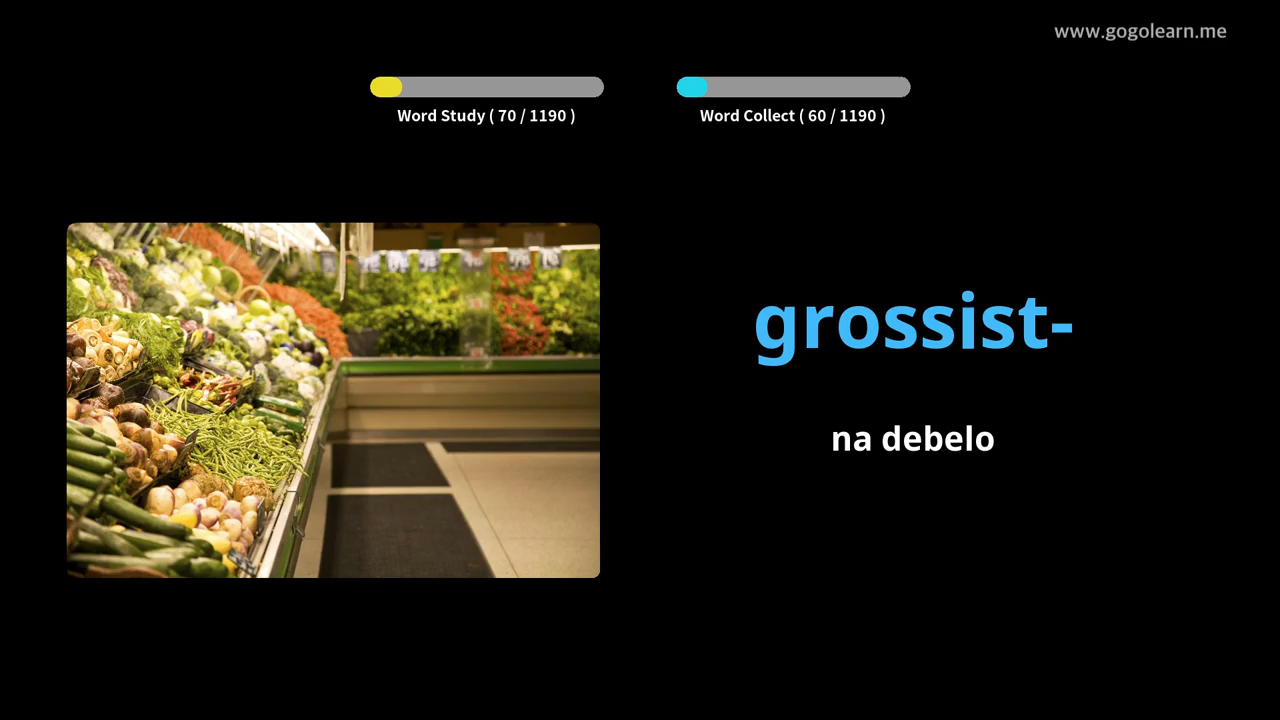 www.gogolearn.me
Word Study ( 70 / 1190 )
Word Collect ( 60 / 1190 )
grossist-
na debelo